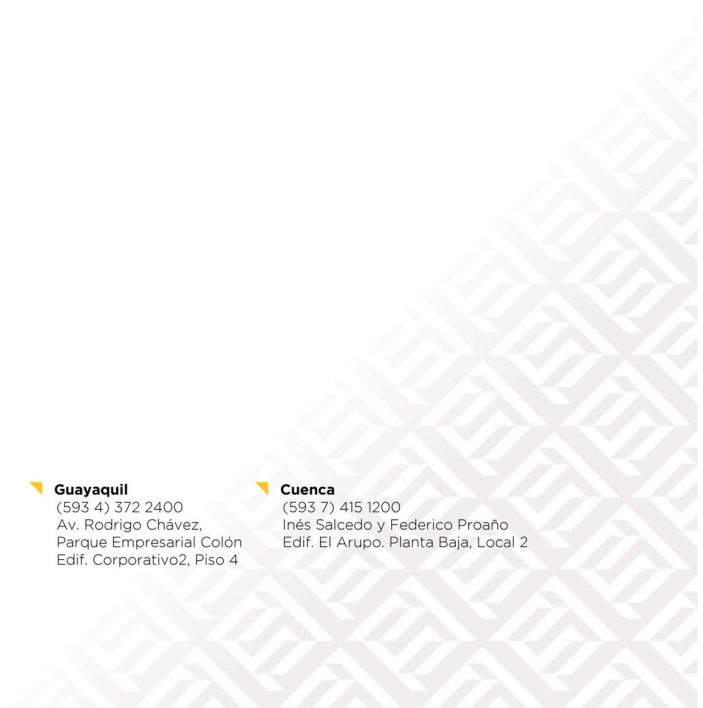 Guayaquil
(593 4) 372 2400
Av. Rodrigo Chávez,
Parque Empresarial Colón
Edif. Corporativo2, Piso 4
Cuenca
(593 7) 415 1200
Inés Salcedo y Federico Proaño
Edif. El Arupo. Planta Baja, Local 2